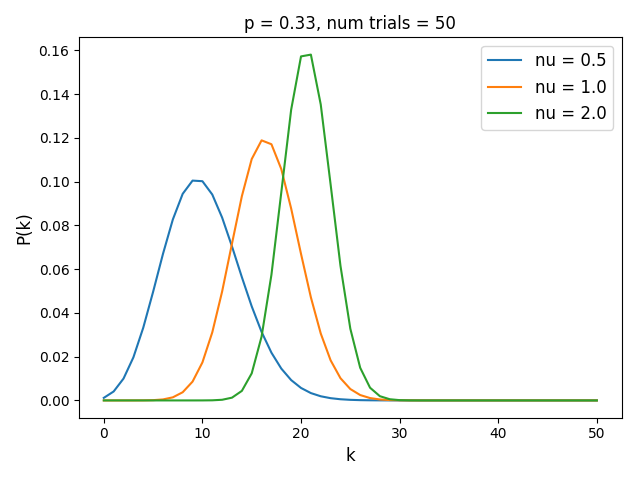 p = 0.33, num trials = 50
nu = 0.5
nu = 1.0
nu = 2.0
P(k)
0.16
0.14
0.12
0.10
0.08
0.06
0.04
0.02
0.00
0 10 20 30 40 50
k